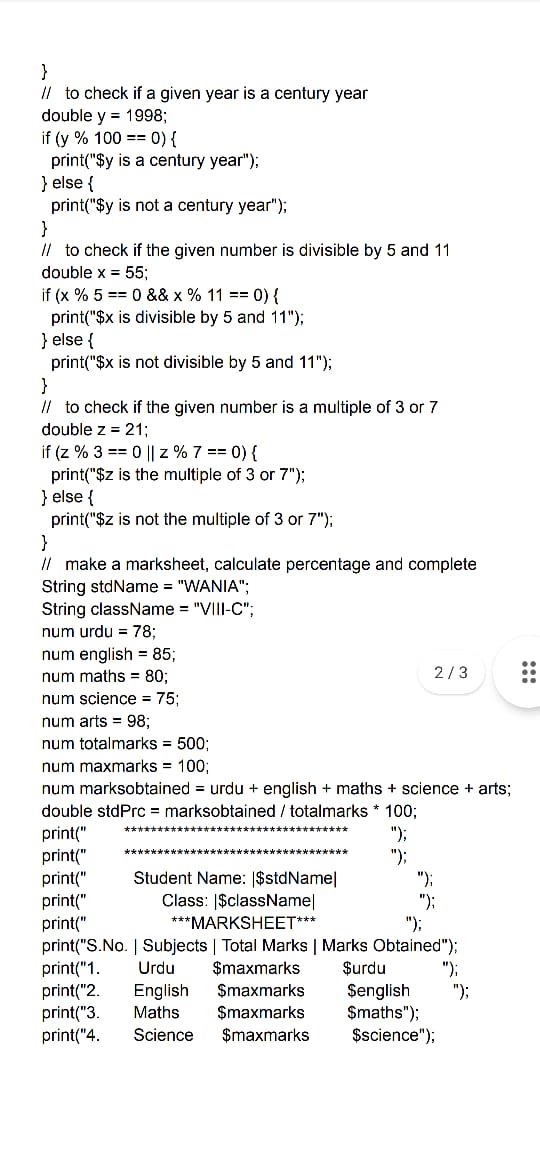 }
//   to check if a given year is a century year
double y = 1998;
if (y % 100 == 0) {
  print("$y is a century year");
} else {
  print("$y is not a century year");
}
//   to check if the given number is divisible by 5 and 11
double x = 55;
if (x % 5 == 0 && x % 11 == 0) {
  print("$x is divisible by 5 and 11");
} else {
  print("$x is not divisible by 5 and 11");
}
//   to check if the given number is a multiple of 3 or 7
double z = 21;
if (z % 3 == 0 || z % 7 == 0) {
  print("$z is the multiple of 3 or 7");
} else {
  print("$z is not the multiple of 3 or 7");
}
//   make a marksheet, calculate percentage and complete
String stdName = "WANIA";
String className = "VIII-C";
num urdu = 78;
num english = 85;
num maths = 80;
2 / 3
num science = 75;
num arts = 98;
num totalmarks = 500;
num maxmarks = 100;
num marksobtained = urdu + english + maths + science + arts;
double stdPrc = marksobtained / totalmarks * 100;
print("      ***********************************       ");
print("      ***********************************       ");
print("       Student Name: |$stdName|             ");
print("           Class: |$className|               ");
print("            ***MARKSHEET***              ");
print("S.No. | Subjects | Total Marks | Marks Obtained");
print("1.      Urdu      $maxmarks      $urdu        ");
print("2.     English    $maxmarks      $english      ");
print("3.     Maths      $maxmarks      $maths");
print("4.     Science    $maxmarks      $science");